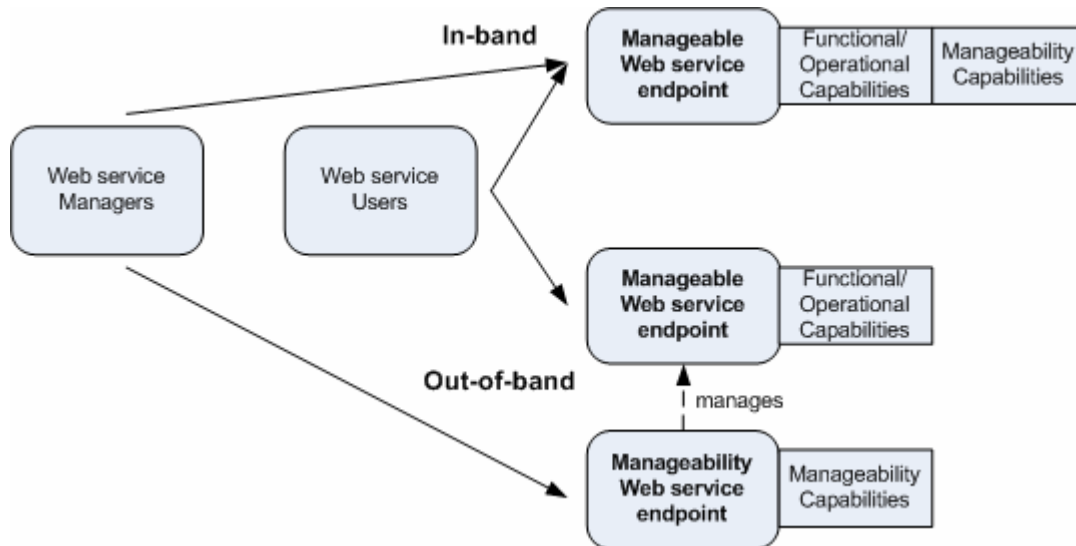 In-band
Manageable
Web service
endpoint
Functional/
Operational
Capabilities
Manageability
Capabilities
Web service
Managers
Web service
Users
Manageable
Web service
endpoint
Functional/
Operational
Capabilities
Out-of-band
manages
Manageability
Web service
endpoint
Manageability
Capabilities